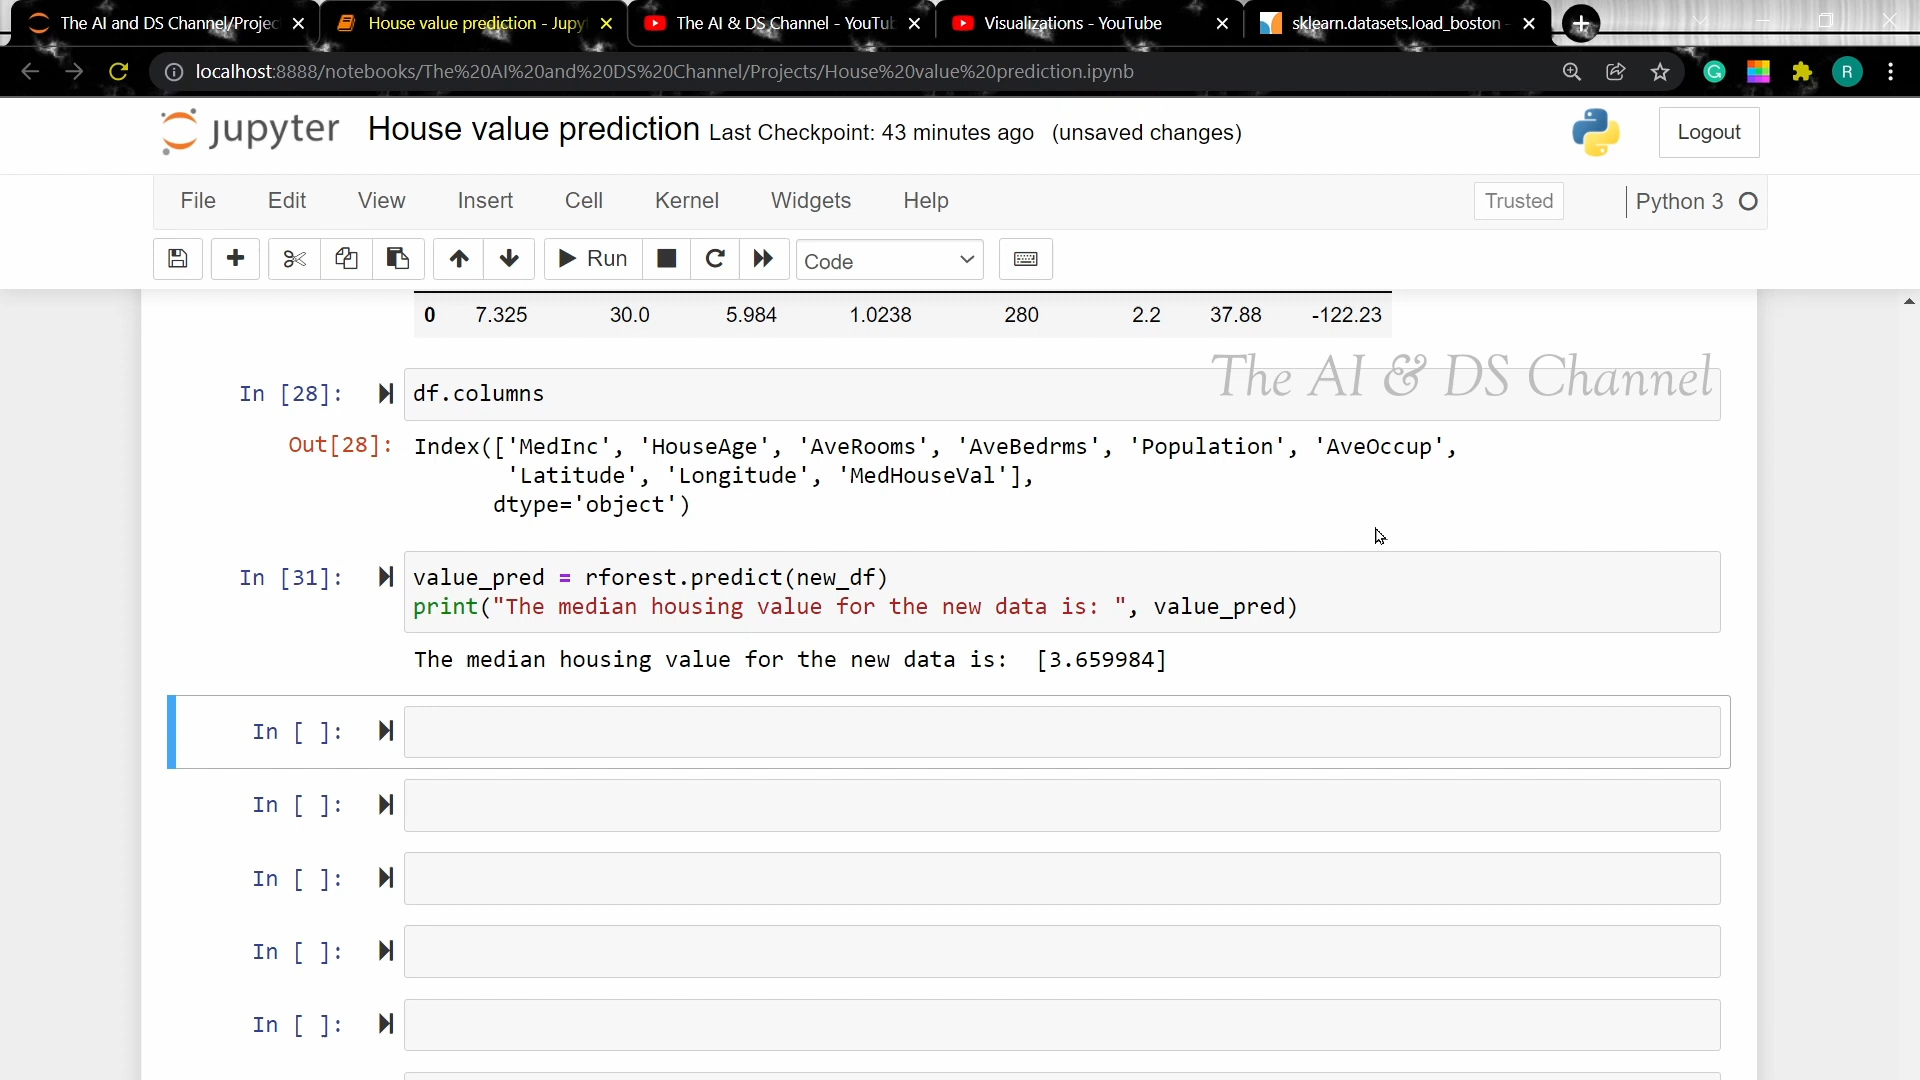 The AI and DS Channel/Projec
House value prediction - Jupy
The AI & DS Channel - YouTu
Visualizations - YouTube
sklearn.datasets.load_boston
localhost:8888/notebooks/The%20AI%20and%20DS%20Channel/Projects/House%20value%20prediction.ipynb
G
R
jupyter House value prediction Last Checkpoint: 43 minutes ago (unsaved changes)
Logout
File Edit View Insert Cell Kernel Widgets Help
Trusted
Python 3
Run
Code
0 7.325 30.0 5.984 1.0238 280 2.2 37.88 -122.23
The AI & DS Channel
In [28]: df.columns
Out[28]: Index(['MedInc', 'HouseAge', 'AveRooms', 'AveBedrms', 'Population', 'AveOccup',
'Latitude', 'Longitude', 'MedHouseVal'],
dtype='object')
In [31]: value_pred = rforest.predict(new_df)
print("The median housing value for the new data is: ", value_pred)
The median housing value for the new data is:  [3.659984]
In [ ]:
In [ ]:
In [ ]:
In [ ]:
In [ ]: